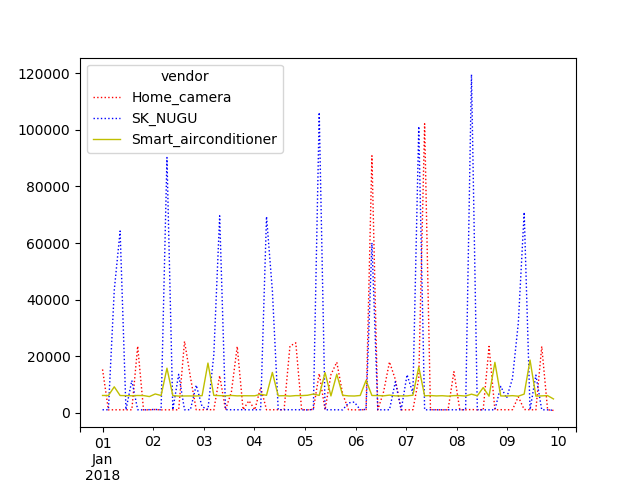 vendor
Home_camera
SK_NUGU
Smart_airconditioner
120000
100000
80000
60000
40000
20000
0
01 02 03 04 05 06 07 08 09 10
Jan
2018